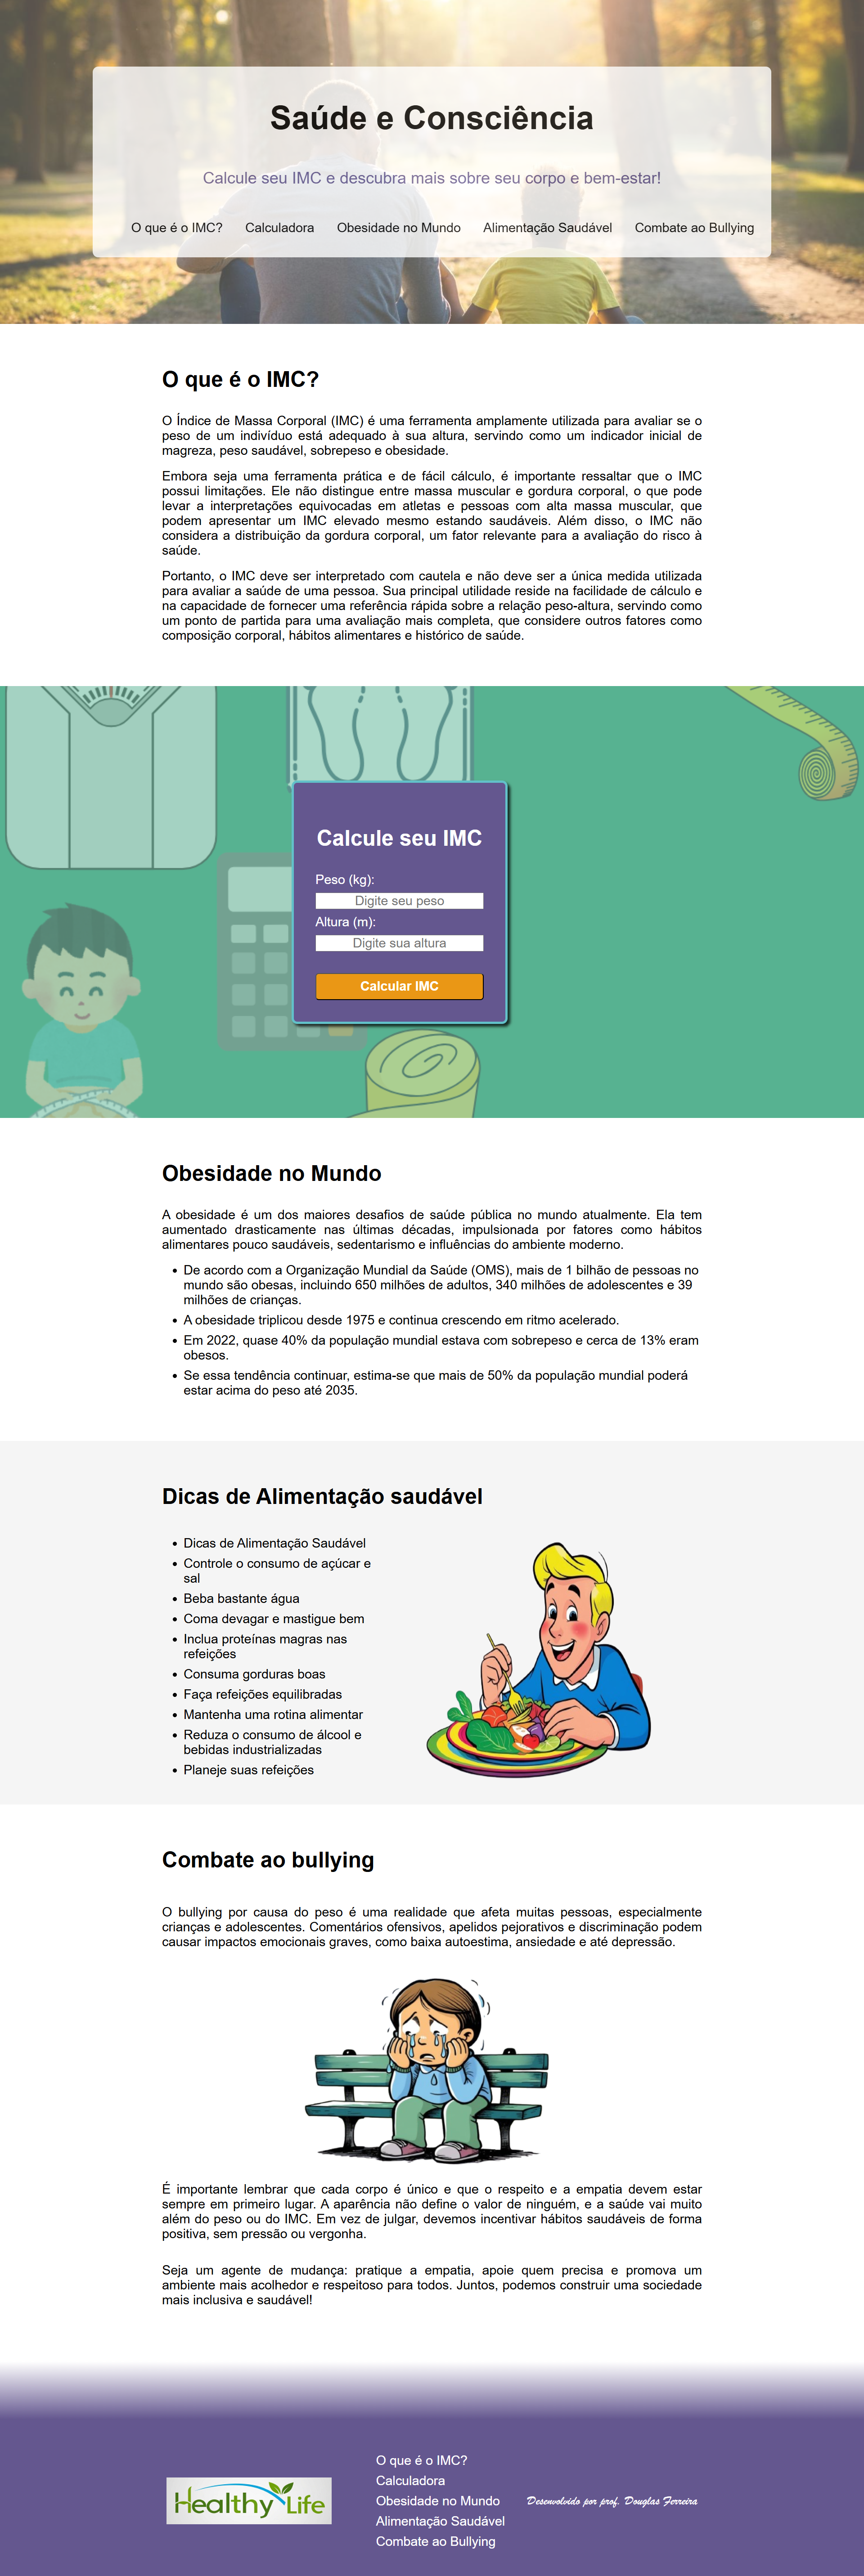 Saúde e Consciência
Calcule seu IMC e descubra mais sobre seu corpo e bem-estar!
O que é o IMC? Calculadora Obesidade no Mundo Alimentação Saudável Combate ao Bullying
O que é o IMC?
O Índice de Massa Corporal (IMC) é uma ferramenta amplamente utilizada para avaliar se o
peso de um indivíduo está adequado à sua altura, servindo como um indicador inicial de
magreza, peso saudável, sobrepeso e obesidade.
Embora seja uma ferramenta prática e de fácil cálculo, é importante ressaltar que o IMC
possui limitações. Ele não distingue entre massa muscular e gordura corporal, o que pode
levar a interpretações equivocadas em atletas e pessoas com alta massa muscular, que
podem apresentar um IMC elevado mesmo estando saudáveis. Além disso, o IMC não
considera a distribuição da gordura corporal, um fator relevante para a avaliação do risco à
saúde.
Portanto, o IMC deve ser interpretado com cautela e não deve ser a única medida utilizada
para avaliar a saúde de uma pessoa. Sua principal utilidade reside na facilidade de cálculo e
na capacidade de fornecer uma referência rápida sobre a relação peso-altura, servindo como
um ponto de partida para uma avaliação mais completa, que considere outros fatores como
composição corporal, hábitos alimentares e histórico de saúde.
Calcule seu IMC
Peso (kg):
Digite seu peso
Altura (m):
Digite sua altura
Calcular IMC
Obesidade no Mundo
A obesidade é um dos maiores desafios de saúde pública no mundo atualmente. Ela tem
aumentado drasticamente nas últimas décadas, impulsionada por fatores como hábitos
alimentares pouco saudáveis, sedentarismo e influências do ambiente moderno.
• De acordo com a Organização Mundial da Saúde (OMS), mais de 1 bilhão de pessoas no
mundo são obesas, incluindo 650 milhões de adultos, 340 milhões de adolescentes e 39
milhões de crianças.
• A obesidade triplicou desde 1975 e continua crescendo em ritmo acelerado.
• Em 2022, quase 40% da população mundial estava com sobrepeso e cerca de 13% eram
obesos.
• Se essa tendência continuar, estima-se que mais de 50% da população mundial poderá
estar acima do peso até 2035.
Dicas de Alimentação saudável
• Dicas de Alimentação Saudável
• Controle o consumo de açúcar e
sal
• Beba bastante água
• Coma devagar e mastigue bem
• Inclua proteínas magras nas
refeições
• Consuma gorduras boas
• Faça refeições equilibradas
• Mantenha uma rotina alimentar
• Reduza o consumo de álcool e
bebidas industrializadas
• Planeje suas refeições
Combate ao bullying
O bullying por causa do peso é uma realidade que afeta muitas pessoas, especialmente
crianças e adolescentes. Comentários ofensivos, apelidos pejorativos e discriminação podem
causar impactos emocionais graves, como baixa autoestima, ansiedade e até depressão.
É importante lembrar que cada corpo é único e que o respeito e a empatia devem estar
sempre em primeiro lugar. A aparência não define o valor de ninguém, e a saúde vai muito
além do peso ou do IMC. Em vez de julgar, devemos incentivar hábitos saudáveis de forma
positiva, sem pressão ou vergonha.
Seja um agente de mudança: pratique a empatia, apoie quem precisa e promova um
ambiente mais acolhedor e respeitoso para todos. Juntos, podemos construir uma sociedade
mais inclusiva e saudável!
Healthy Life
O que é o IMC?
Calculadora
Obesidade no Mundo
Alimentação Saudável
Combate ao Bullying
Desenvolvido por prof. Douglas Ferreira